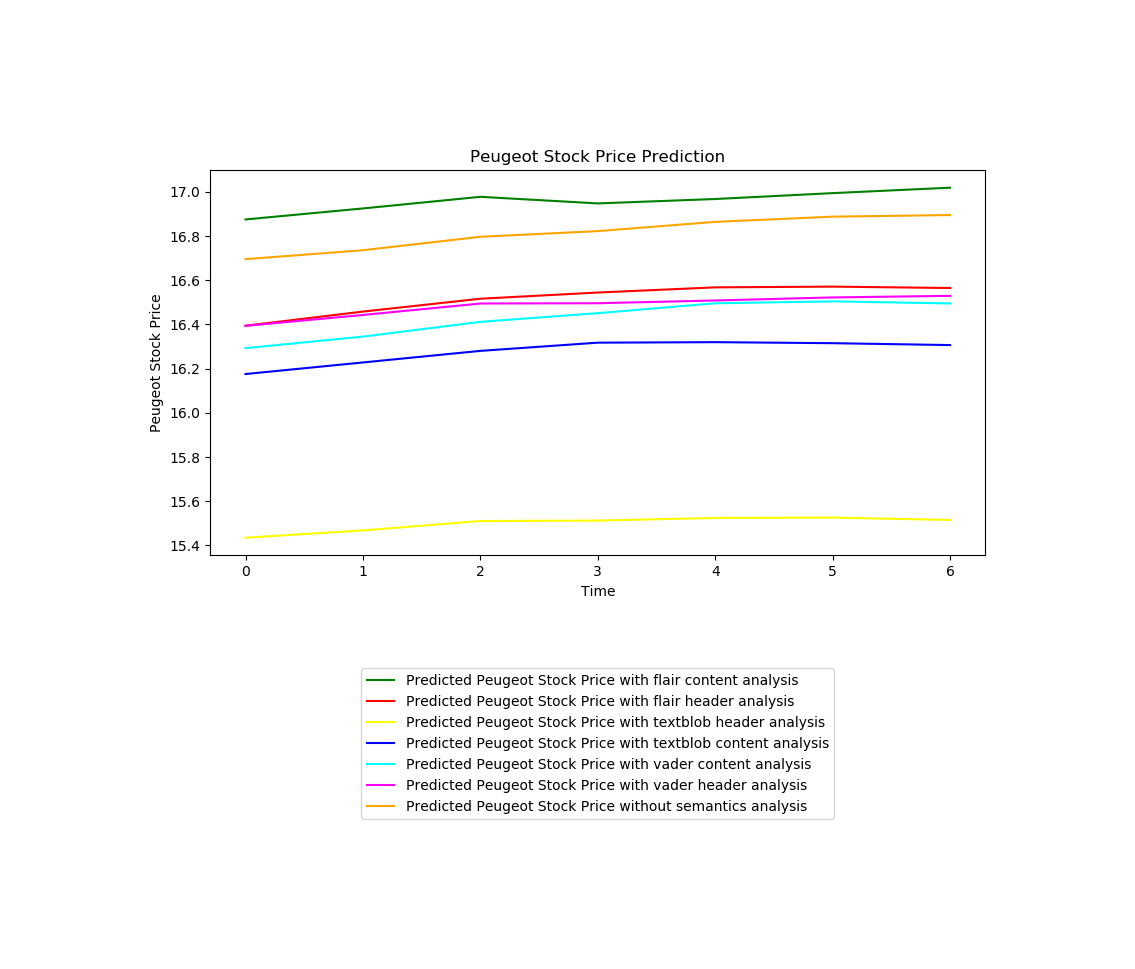 Peugeot Stock Price Prediction
Peugeot Stock Price
17.0
16.8
16.6
16.4
16.2
16.0
15.8
15.6
15.4
0 1 2 3 4 5 6
Time
Predicted Peugeot Stock Price with flair content analysis
Predicted Peugeot Stock Price with flair header analysis
Predicted Peugeot Stock Price with textblob header analysis
Predicted Peugeot Stock Price with textblob content analysis
Predicted Peugeot Stock Price with vader content analysis
Predicted Peugeot Stock Price with vader header analysis
Predicted Peugeot Stock Price without semantics analysis